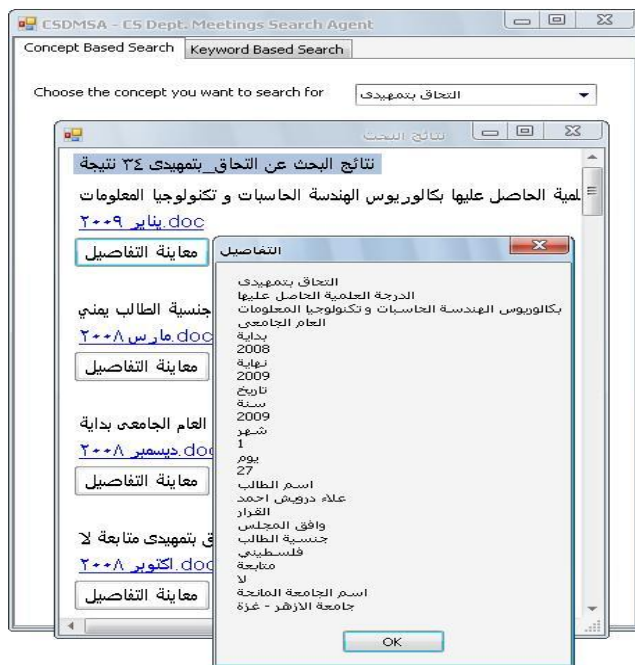 CSDMSA - CS Dept. Meetings Search Agent
Concept Based Search
Keyword Based Search
Choose the concept you want to search for
التحاق بتمهيدى
نتائج البحث
نتائج البحث عن التحاق_بتمهيدى ٣٤ نتيجة
لمية الحاصل عليها بكالوريوس الهندسة الحاسبات و تكنولوجيا المعلومات
يناير ٢٠٠٩.doc
معاينة التفاصيل
جنسية الطالب يمني
مارس ٢٠٠٨.doc
معاينة التفاصيل
العام الجامعى بداية
ديسمبر ٢٠٠٨.doc
معاينة التفاصيل
ق بتمهيدى متابعة لا
اكتوبر ٢٠٠٨.doc
معاينة التفاصيل
التفاصيل
التحاق بتمهيدى
الدرجة العلمية الحاصل عليها
بكالوريوس الهندسة الحاسبات و تكنولوجيا المعلومات
العام الجامعى
بداية
2008
نهاية
2009
تاريخ
سنة
2009
شهر
1
يوم
27
اسم الطالب
علاء درويش احمد
القرار
وافق المجلس
جنسية الطالب
فلسطيني
متابعة
لا
اسم الجامعة المانحة
جامعة الازهر - غزة
OK